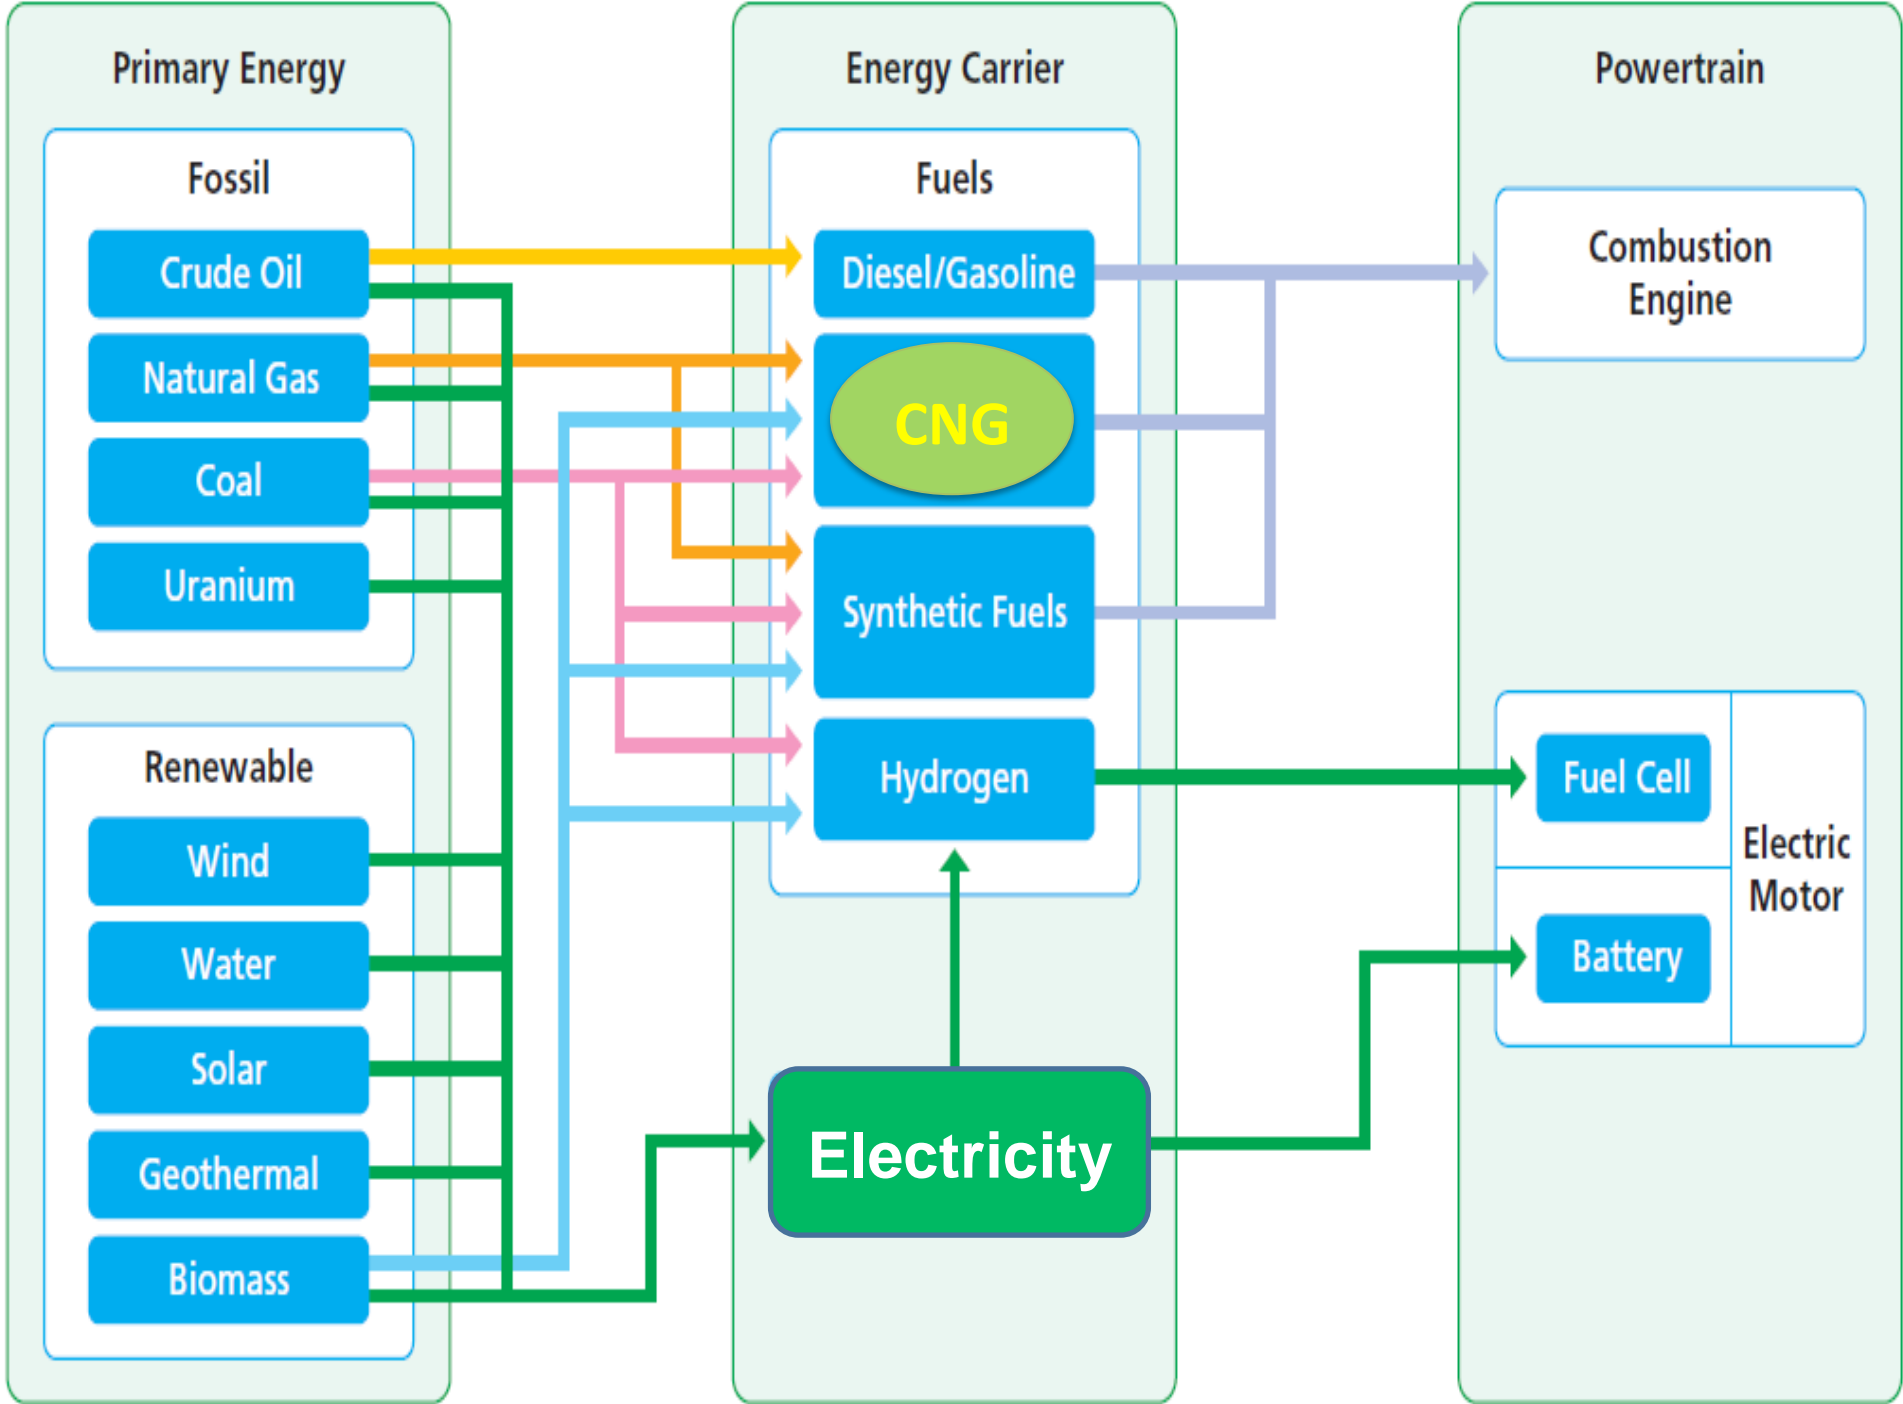 Primary Energy
Fossil
Crude Oil
Natural Gas
Coal
Uranium
Renewable
Wind
Water
Solar
Geothermal
Biomass
Energy Carrier
Fuels
Diesel/Gasoline
CNG
Synthetic Fuels
Hydrogen
Electricity
Powertrain
Combustion
Engine
Fuel Cell
Battery
Electric
Motor